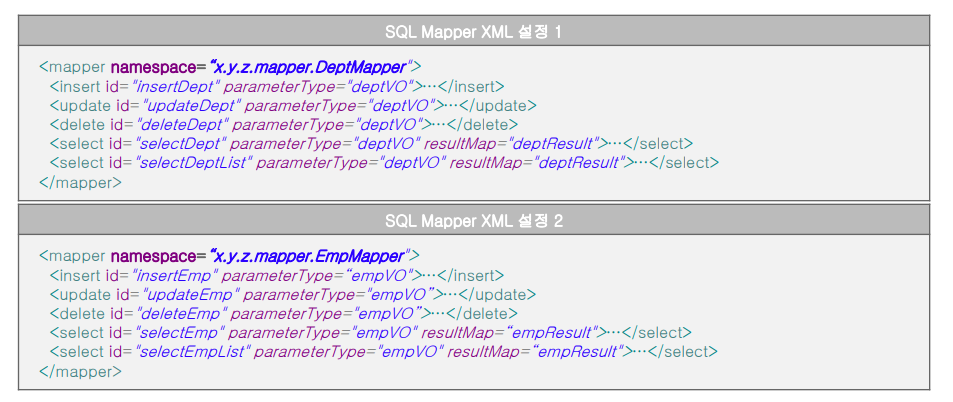 SQL Mapper XML 설정 1
<mapper namespace=“x.y.z.mapper.DeptMapper">
<insert id="insertDept" parameterType="deptVO">…</insert>
<update id="updateDept" parameterType="deptVO">…</update>
<delete id="deleteDept" parameterType="deptVO">…</delete>
<select id="selectDept" parameterType="deptVO" resultMap="deptResult">…</select>
<select id="selectDeptList" parameterType="deptVO" resultMap="deptResult">…</select>
</mapper>
SQL Mapper XML 설정 2
<mapper namespace=“x.y.z.mapper.EmpMapper">
<insert id="insertEmp" parameterType=“empVO">…</insert>
<update id="updateEmp" parameterType="empVO”>…</update>
<delete id="deleteEmp" parameterType="empVO”>…</delete>
<select id="selectEmp" parameterType="empVO" resultMap=“empResult">…</select>
<select id="selectEmpList" parameterType="empVO" resultMap=“empResult">…</select>
</mapper>